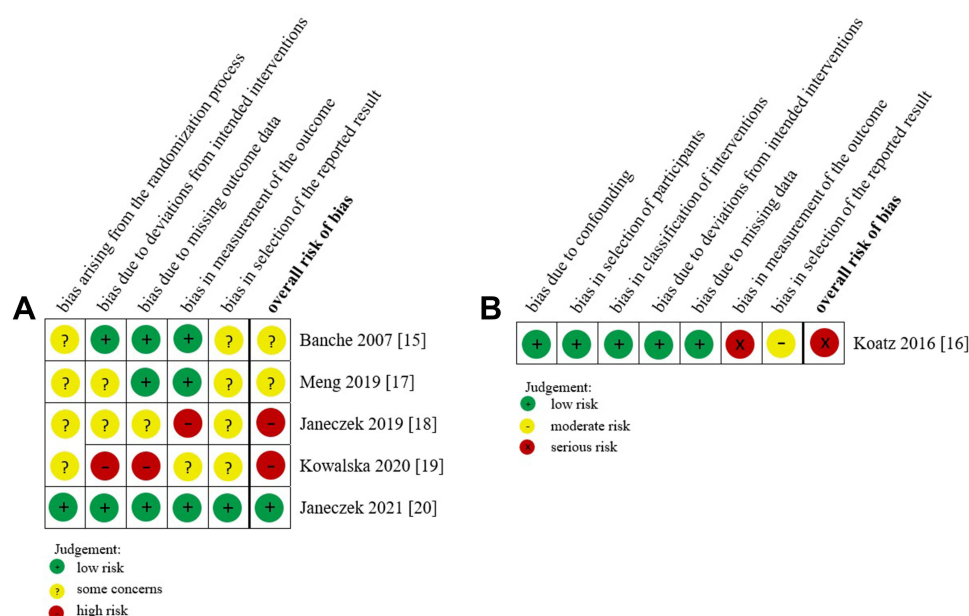 A
bias arising from the randomization process
bias due to deviations from intended interventions
bias due to missing outcome data
bias in measurement of the outcome
bias in selection of the reported result
overall risk of bias
? + + + ? ? Banche 2007 [15]
? ? + + ? ? Meng 2019 [17]
? ? ? - ? - Janeczek 2019 [18]
? - - ? ? - Kowalska 2020 [19]
+ + + + + + Janeczek 2021 [20]
Judgement:
+ low risk
? some concerns
- high risk
B
bias due to confounding
bias in selection of participants
bias in classification of interventions
bias due to deviations from intended interventions
bias due to missing data
bias in measurement of the outcome
bias in selection of the reported result
overall risk of bias
+ + + + + X - X Koatz 2016 [16]
Judgement:
+ low risk
- moderate risk
X serious risk